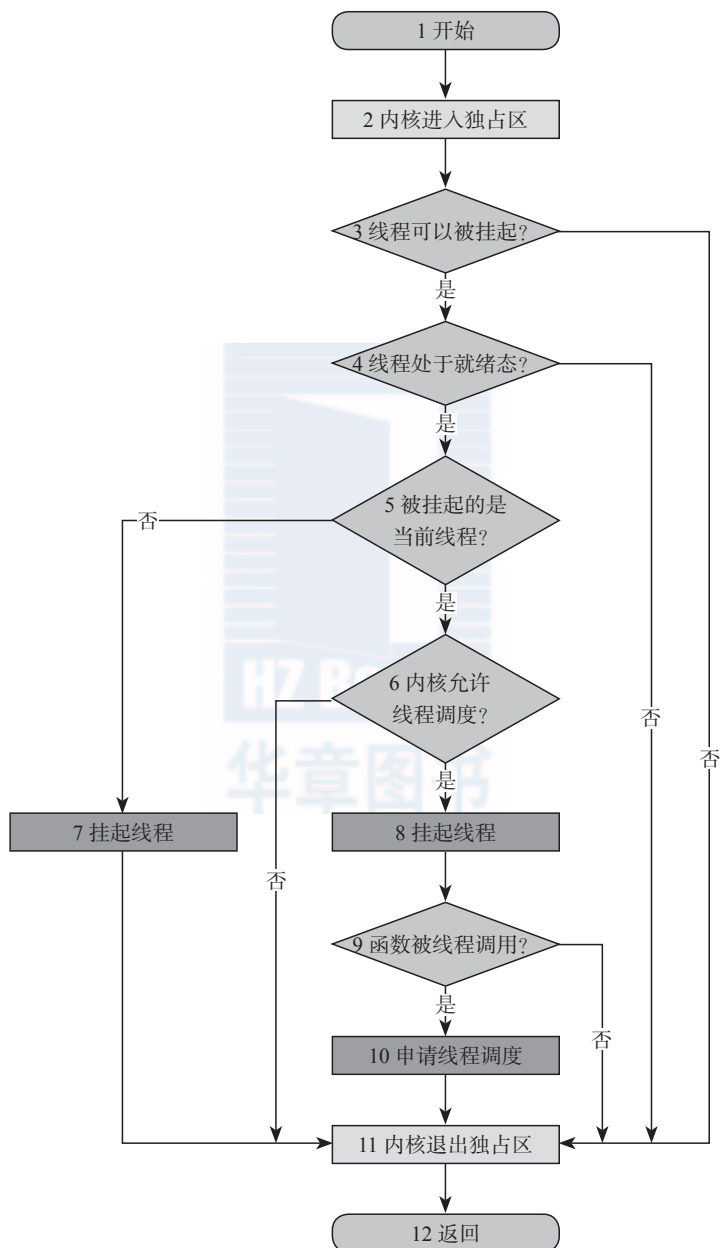 1 开始
2 内核进入独占区
3 线程可以被挂起?
是
4 线程处于就绪态?
是
5 被挂起的是
当前线程?
否
是
6 内核允许
线程调度?
否
否
是
7 挂起线程
8 挂起线程
否
9 函数被线程调用?
是
否
10 申请线程调度
11 内核退出独占区
12 返回
华章图书